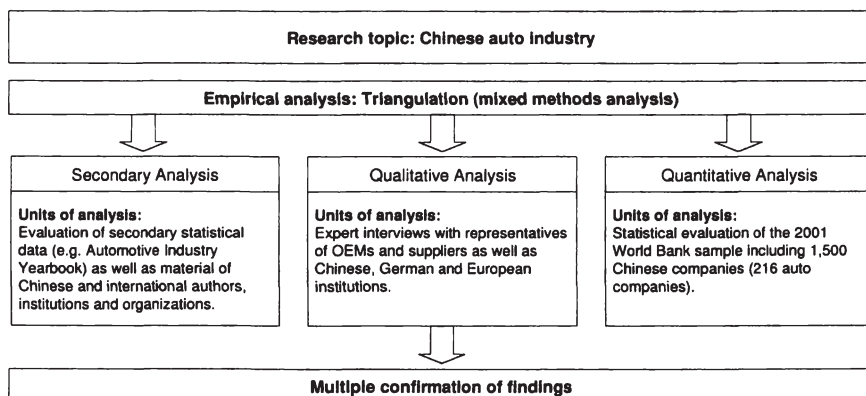 Research topic: Chinese auto industry
Empirical analysis: Triangulation (mixed methods analysis)
Secondary Analysis
Units of analysis:
Evaluation of secondary statistical
data (e.g. Automotive Industry
Yearbook) as well as material of
Chinese and international authors,
institutions and organizations.
Qualitative Analysis
Units of analysis:
Expert interviews with representatives
of OEMs and suppliers as well as
Chinese, German and European
institutions.
Quantitative Analysis
Units of analysis:
Statistical evaluation of the 2001
World Bank sample including 1,500
Chinese companies (216 auto
companies).
Multiple confirmation of findings